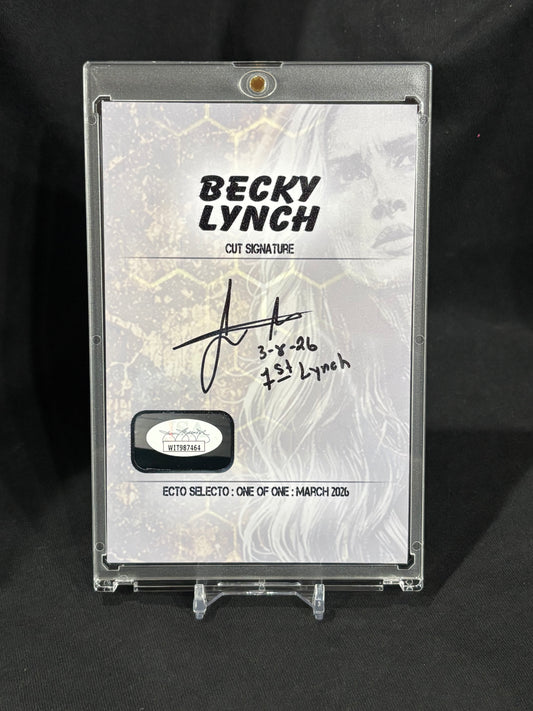 BECKY
LYNCH
CUT SIGNATURE
3-8-26
1st Lynch
WIT987464
ECTO SELECTO : ONE OF ONE : MARCH 2026